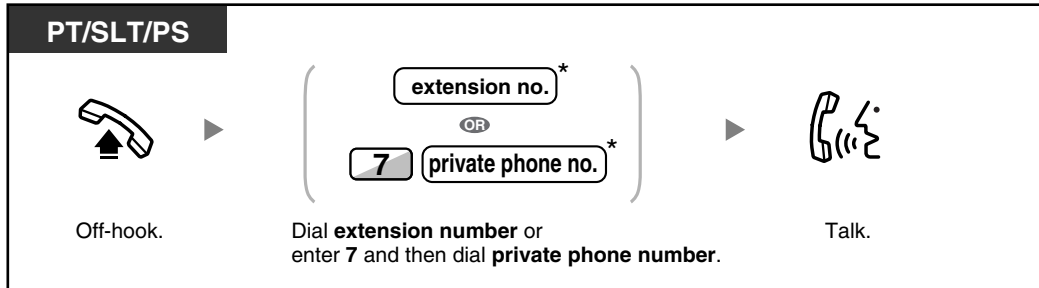 PT/SLT/PS
extension no.*
OR
7 private phone no.*
Off-hook.
Dial extension number or
enter 7 and then dial private phone number.
Talk.